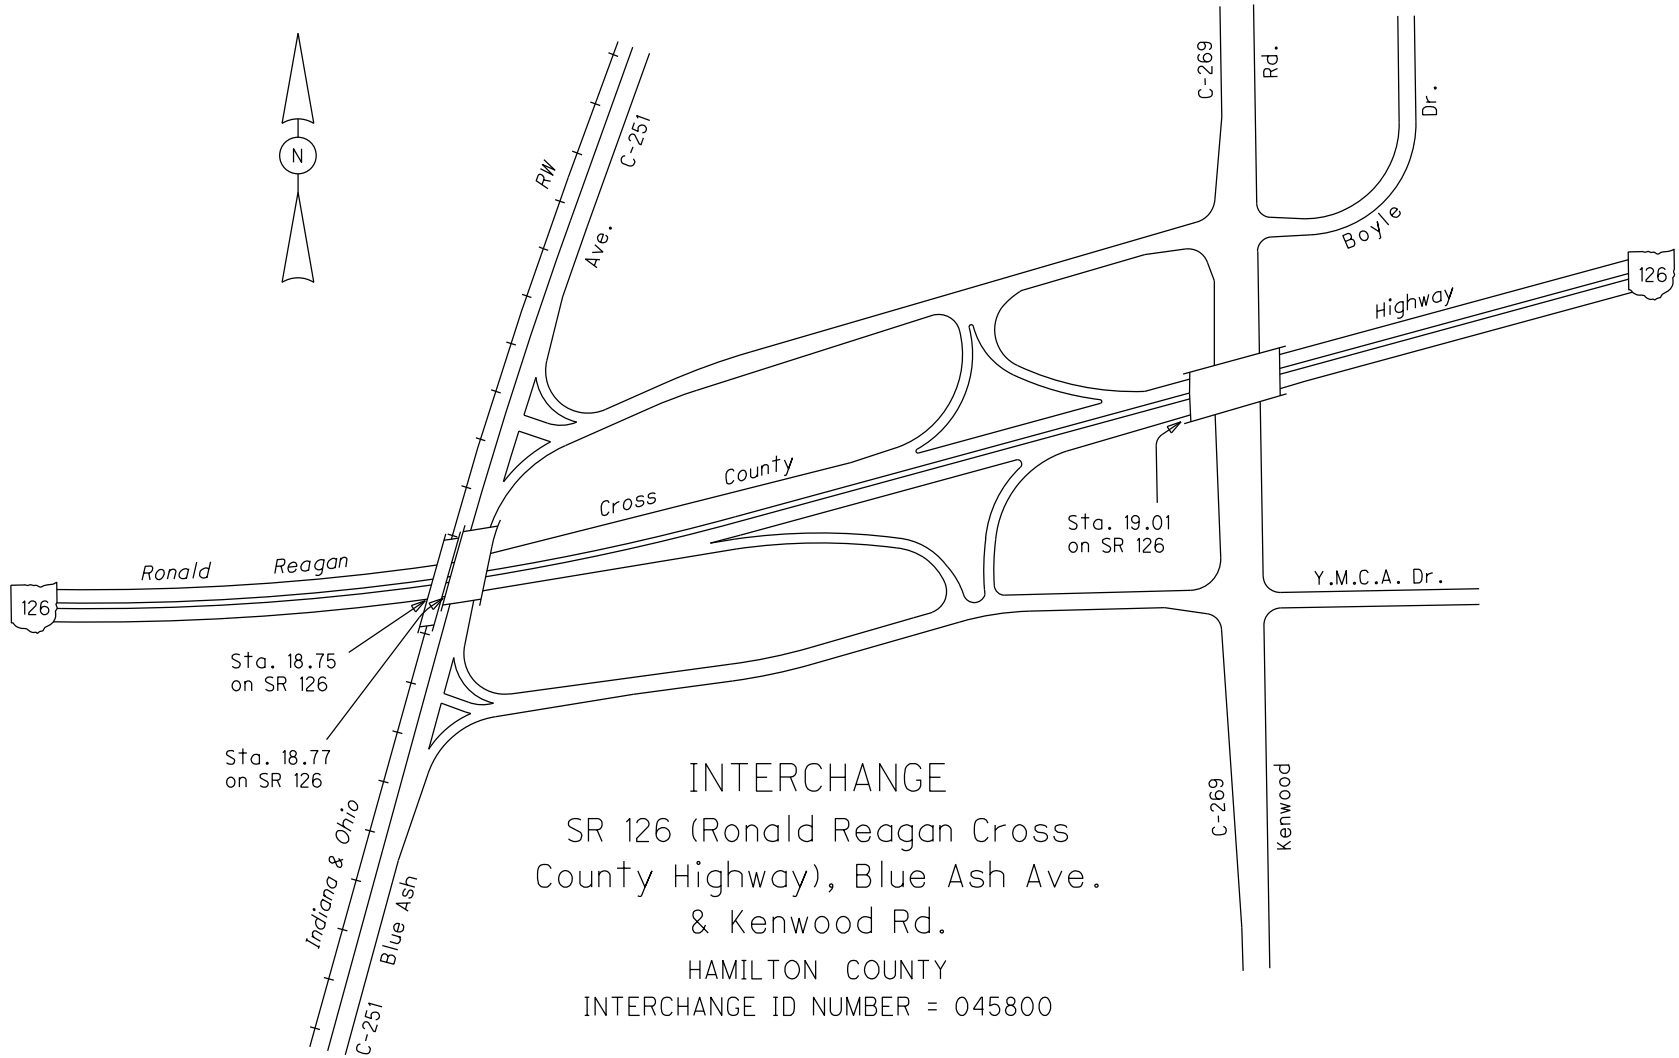 C-269
Rd.
Dr.
C-251
N
RW
Boyle
Ave.
126
Highway
County
Cross
Sta. 19.01
on SR 126
Ronald
Reagan
Y.M.C.A. Dr.
126
Sta. 18.75
on SR 126
Sta. 18.77
on SR 126
INTERCHANGE
SR 126 (Ronald Reagan Cross
County Highway), Blue Ash Ave.
& Kenwood Rd.
HAMILTON COUNTY
INTERCHANGE ID NUMBER = 045800
C-269
Kenwood
Indiana & Ohio
Blue Ash
C-251